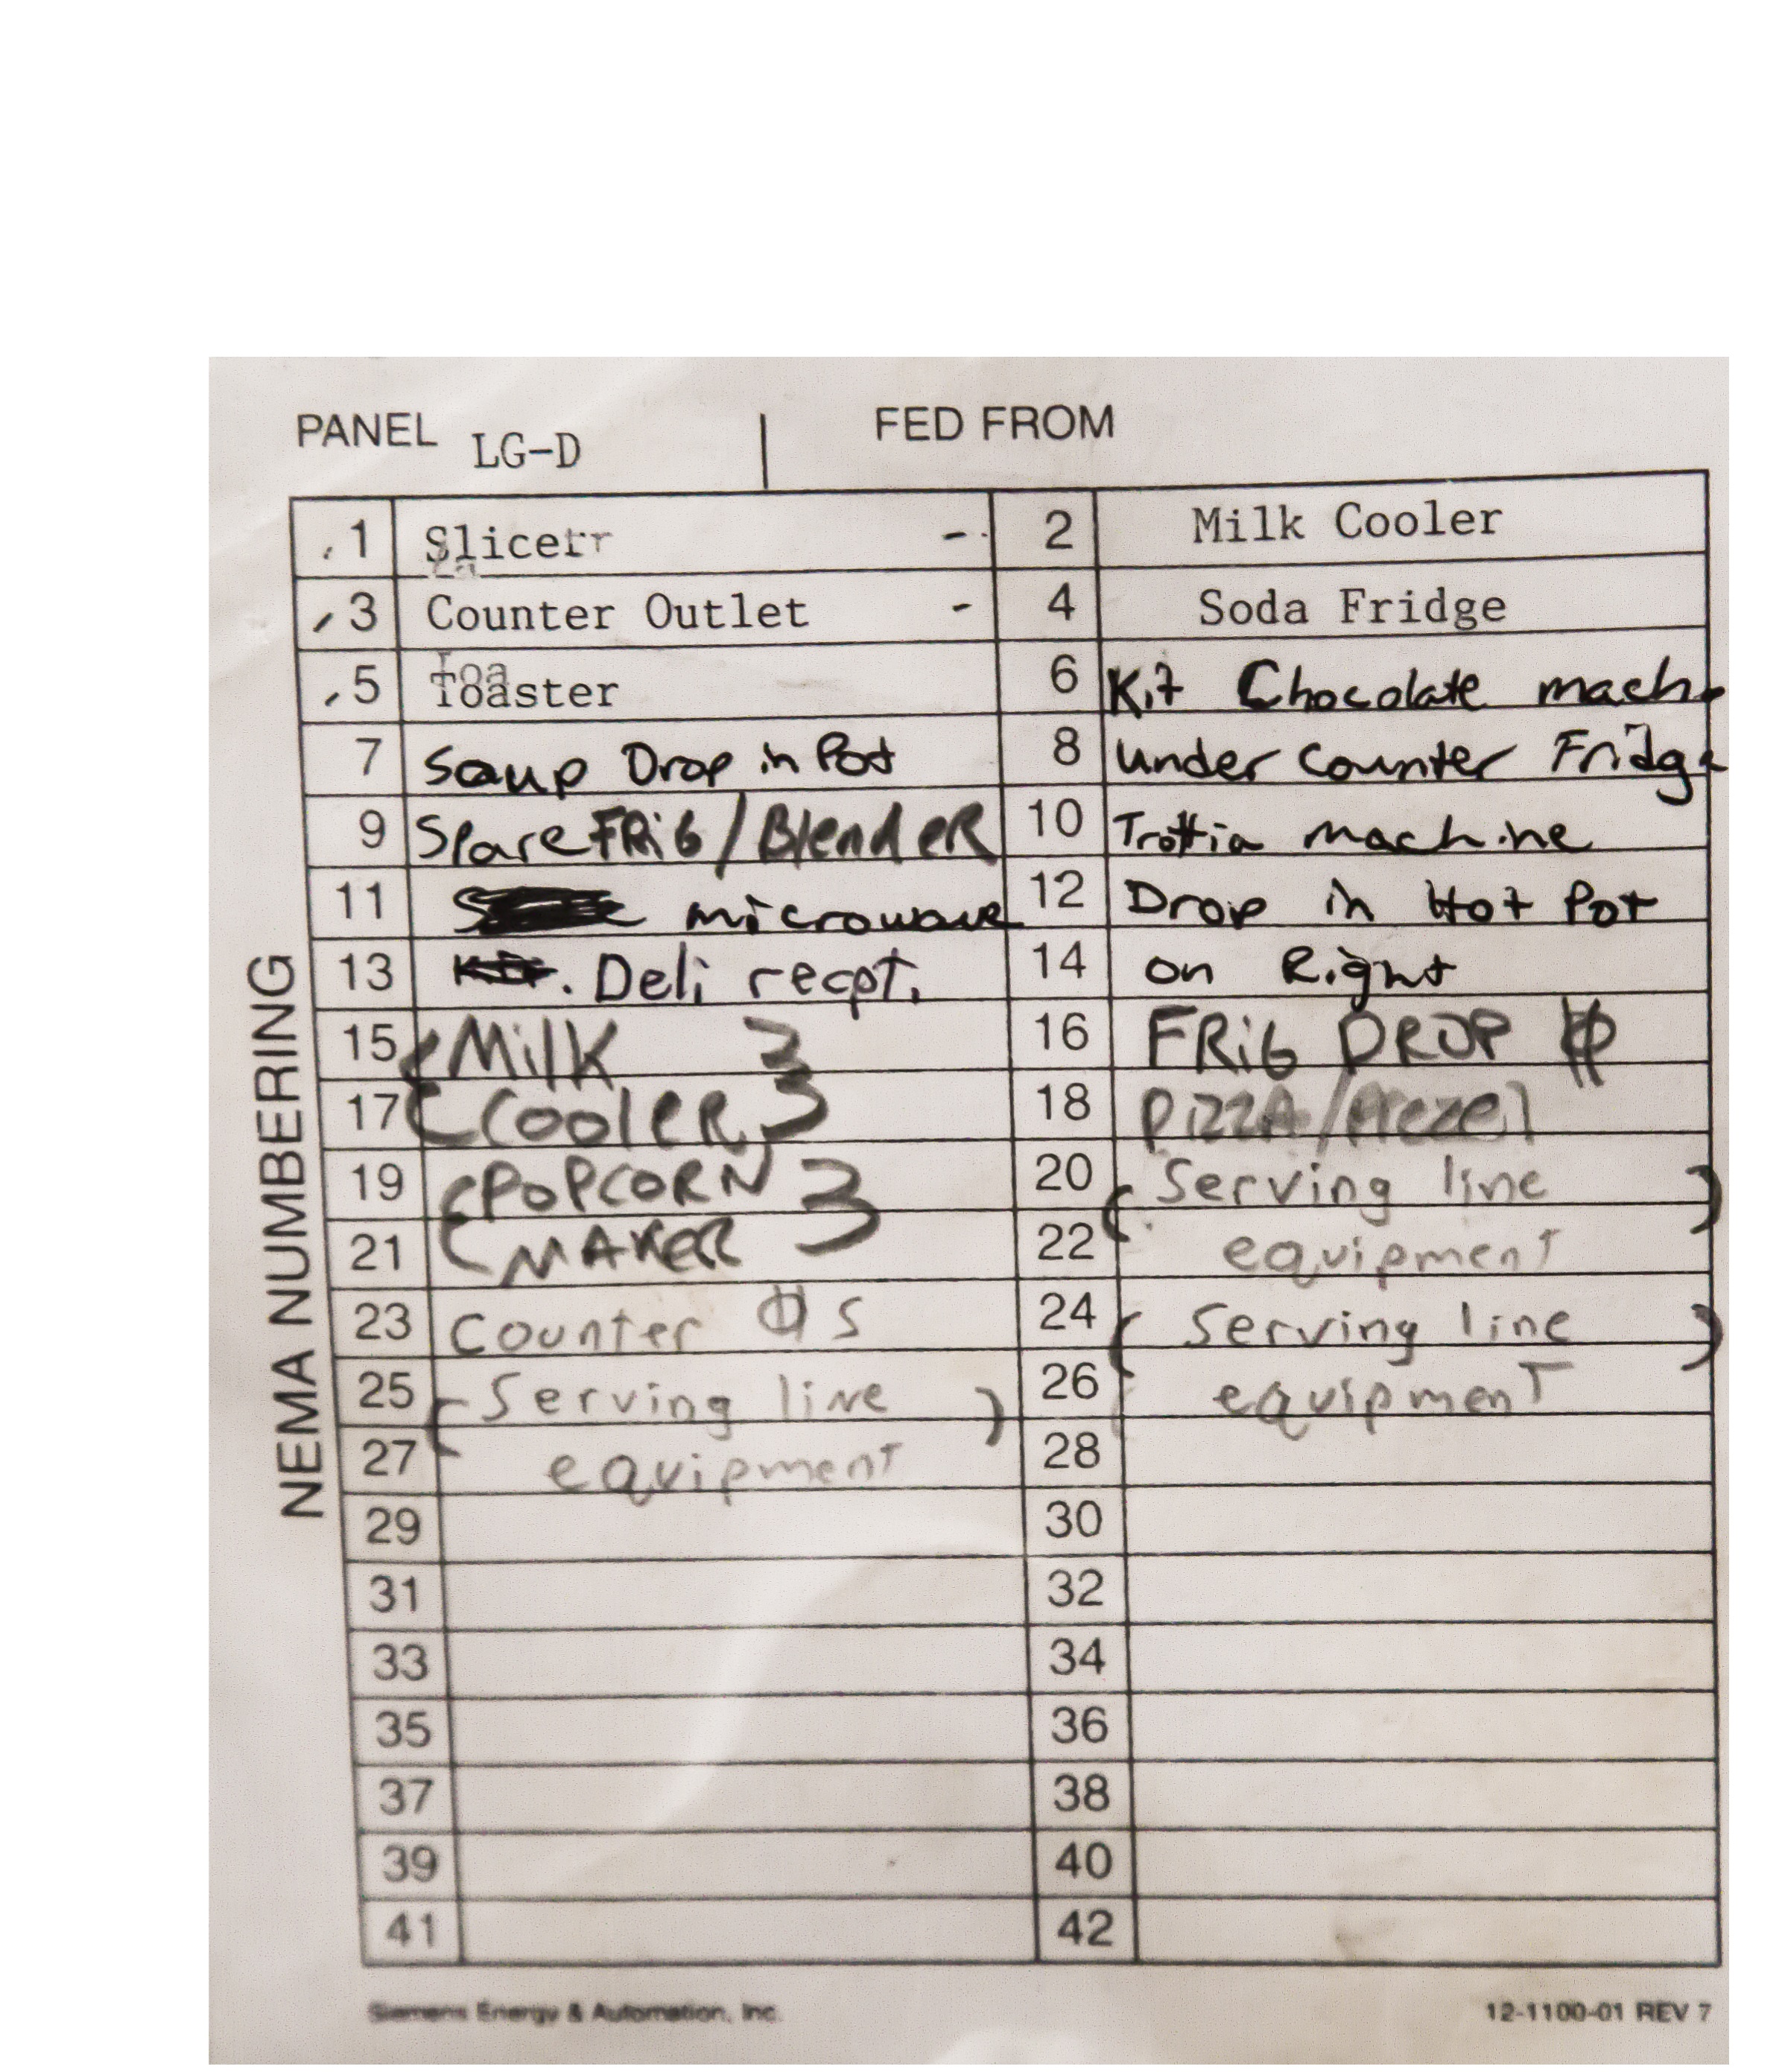 PANEL LG-D FED FROM
1 Slicer - 2 Milk Cooler
3 Counter Outlet - 4 Soda Fridge
5 Toaster 6 Kit Chocolate mach
7 Soup Drop in Pot 8 under counter Fridge
9 Spare FRiG/BlendeR 10 machine
11 microwave 12 Drop in Hot Pot
13 Deli recpt. 14 on Right
15 {MilK } 16 FRiG DROP
17 {CooleR } 18 PiZZA/Prezel
19 {POPCORN } 20 (Serving line )
21 {MAKeR } 22 ( equipment )
23 Counter s 24 (Serving line )
25 (Serving line ) 26 ( equipment )
27 ( equipment ) 28
29 30
31 32
33 34
35 36
37 38
39 40
41 42
NEMA NUMBERING
Siemens Energy & Automation, Inc. 12-1100-01 REV 7